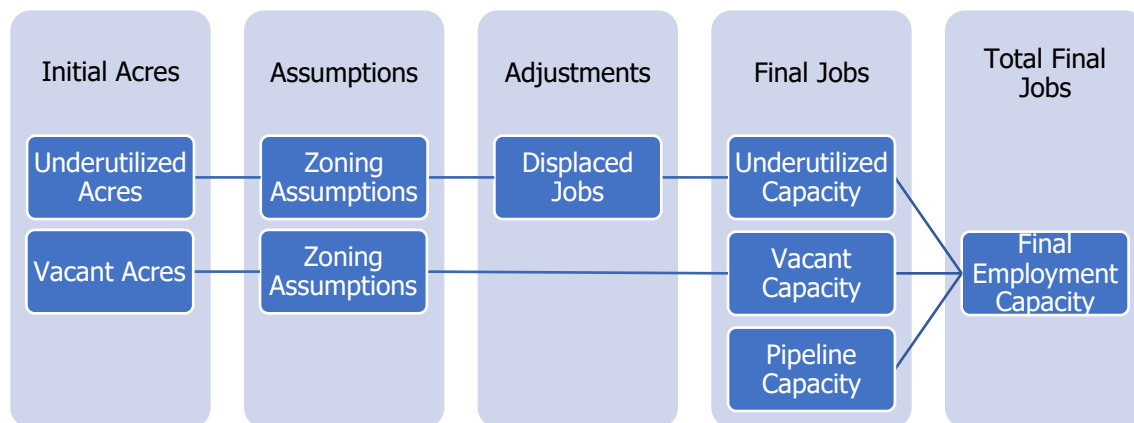 Initial Acres
Assumptions
Adjustments
Final Jobs
Total Final
Jobs
Underutilized
Acres
Zoning
Assumptions
Displaced
Jobs
Underutilized
Capacity
Vacant Acres
Zoning
Assumptions
Vacant
Capacity
Final
Employment
Capacity
Pipeline
Capacity